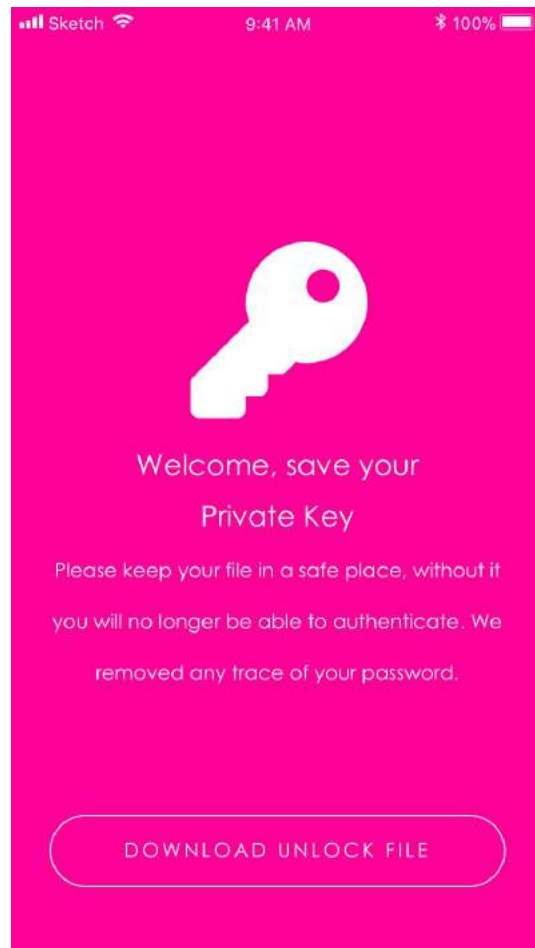 Sketch 9:41 AM 100%
Welcome, save your
Private Key
Please keep your file in a safe place, without it
you will no longer be able to authenticate. We
removed any trace of your password.
DOWNLOAD UNLOCK FILE